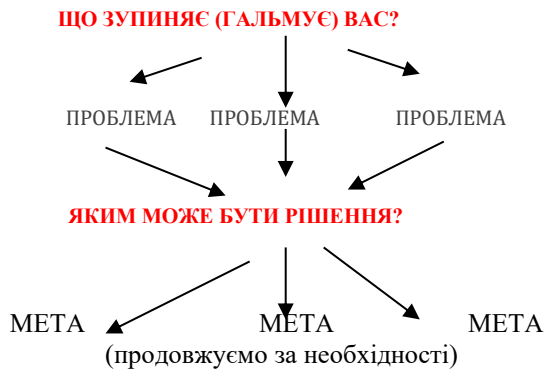 ЩО ЗУПИНЯЄ (ГАЛЬМУЄ) ВАС?
ПРОБЛЕМА ПРОБЛЕМА ПРОБЛЕМА
ЯКИМ МОЖЕ БУТИ РІШЕННЯ?
МЕТА МЕТА МЕТА
(продовжуємо за необхідності)